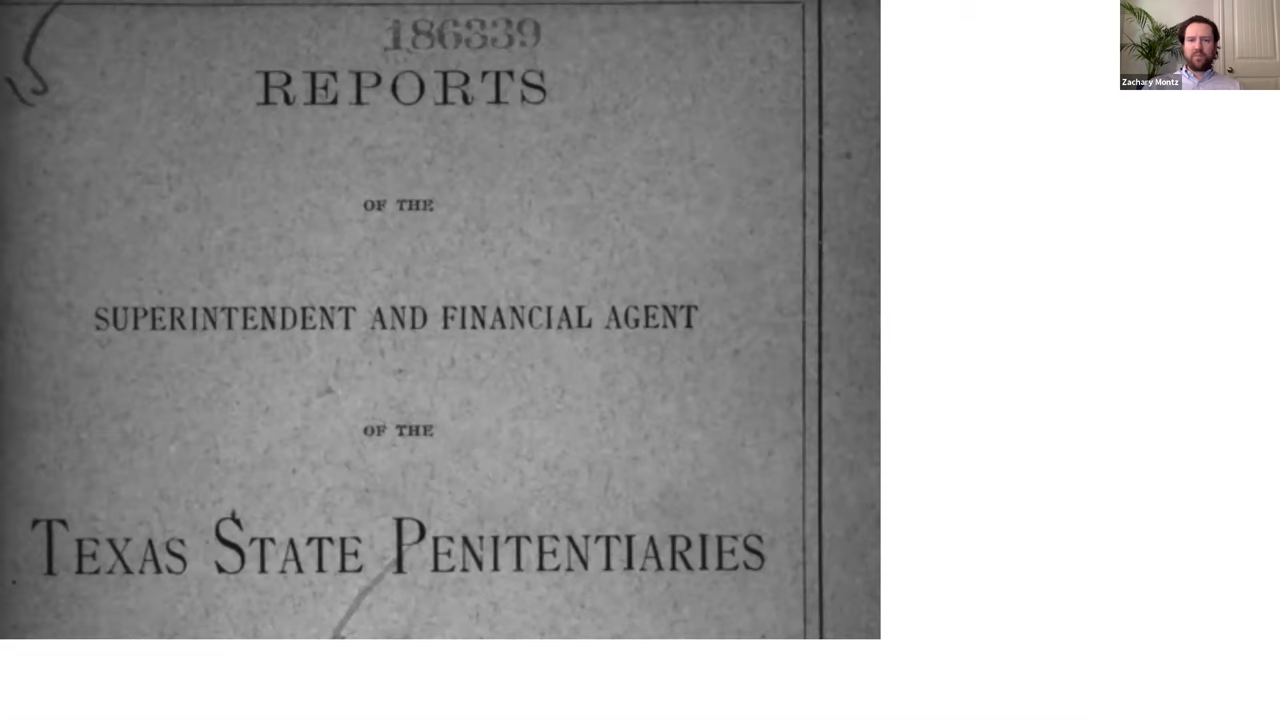 186339
REPORTS
OF THE
SUPERINTENDENT AND FINANCIAL AGENT
OF THE
TEXAS STATE PENITENTIARIES
Zachary Montz